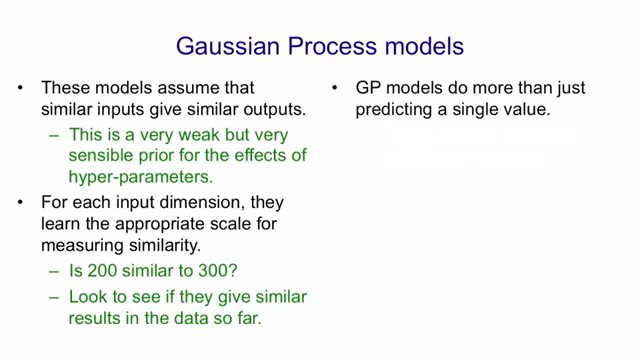 Gaussian Process models
• These models assume that
similar inputs give similar outputs.
– This is a very weak but very
sensible prior for the effects of
hyper-parameters.
• For each input dimension, they
learn the appropriate scale for
measuring similarity.
– Is 200 similar to 300?
– Look to see if they give similar
results in the data so far.
• GP models do more than just
predicting a single value.